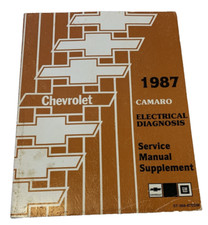 1987
Chevrolet
CAMARO
ELECTRICAL
DIAGNOSIS
Service
Manual
Supplement